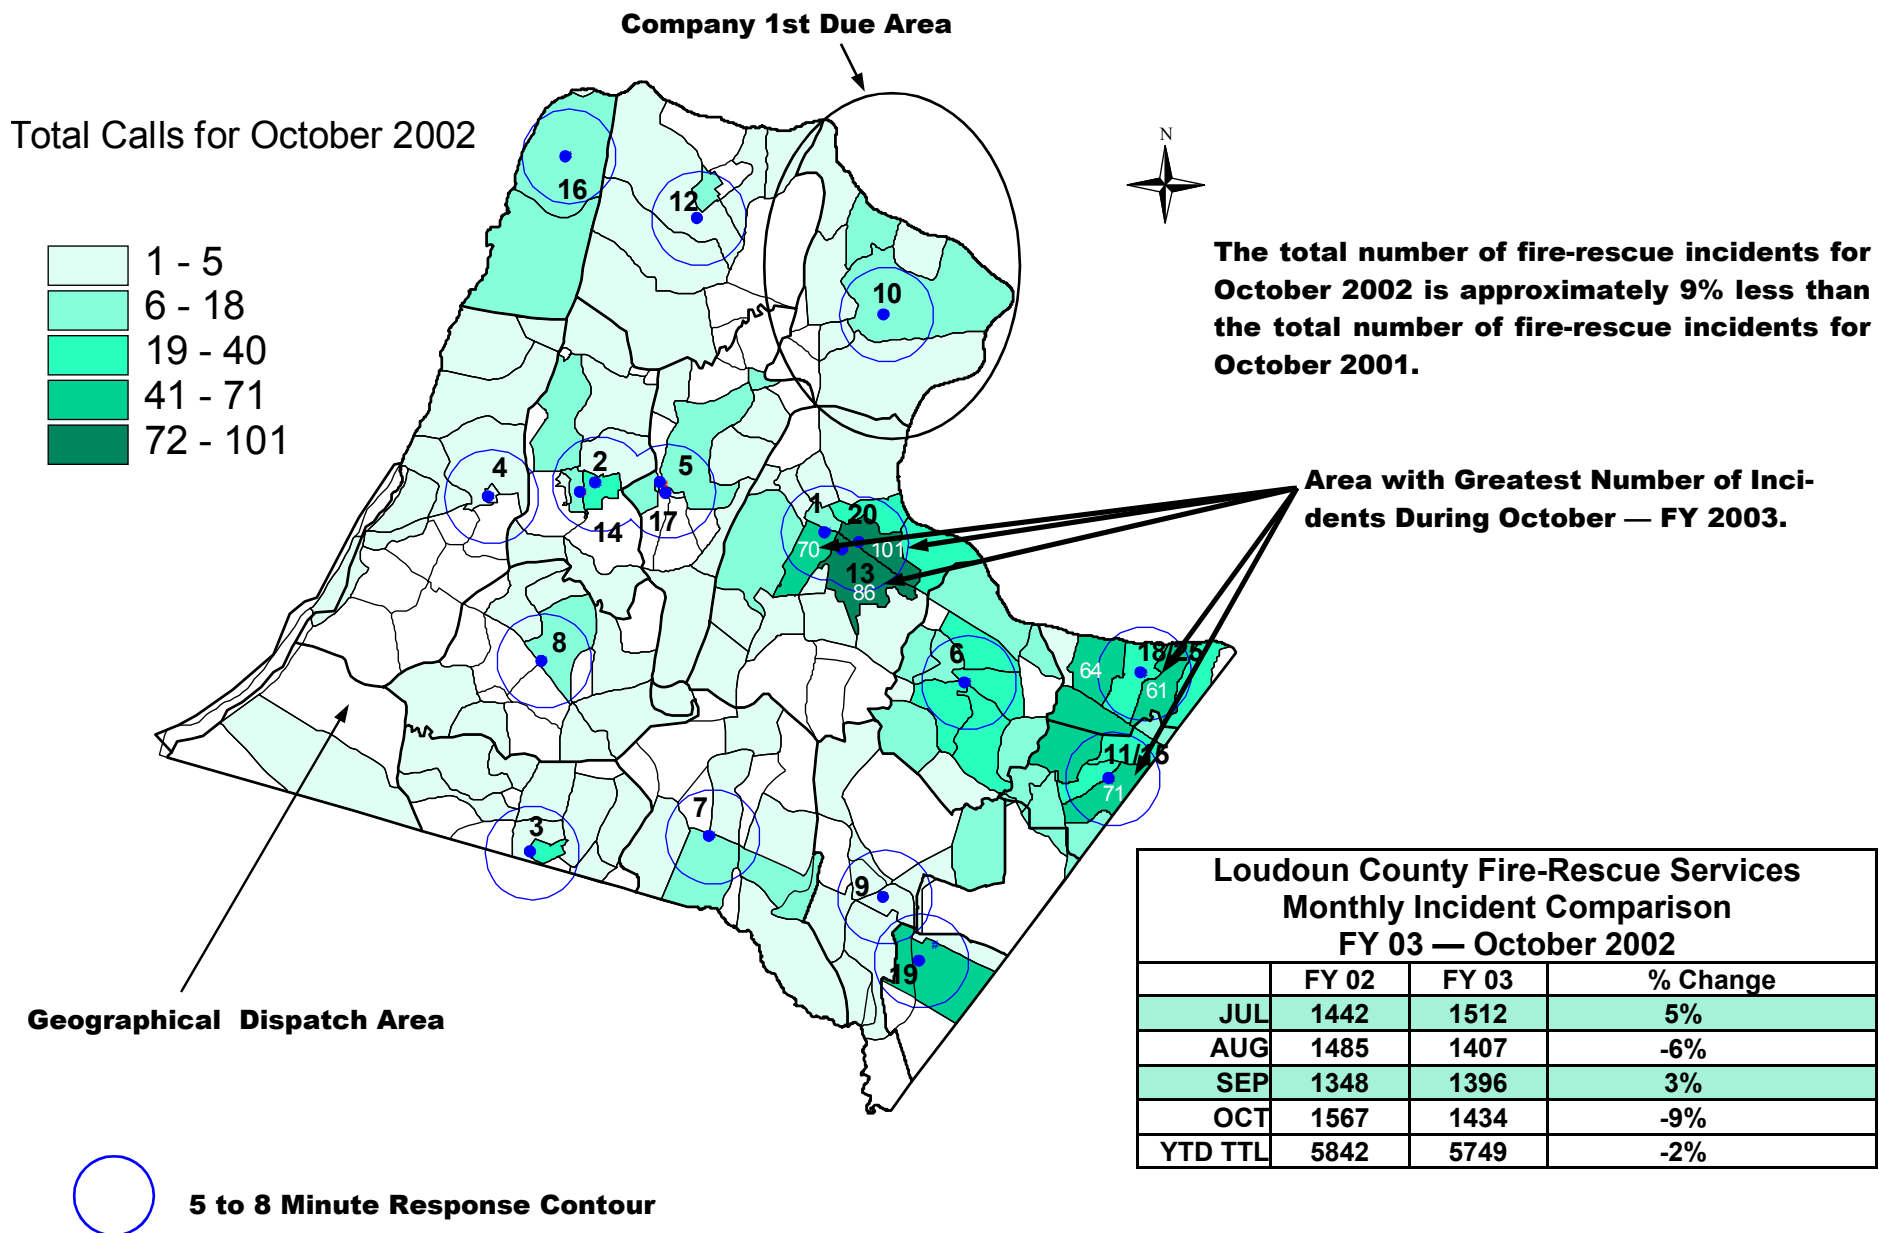 Company 1st Due Area
Total Calls for October 2002
1 - 5
6 - 18
19 - 40
41 - 71
72 - 101
N
The total number of fire-rescue incidents for
October 2002 is approximately 9% less than
the total number of fire-rescue incidents for
October 2001.
Area with Greatest Number of Inci-
dents During October — FY 2003.
16
12
10
4
2
5
14
17
1
20
70
101
13
86
8
6
64
18/25
61
11/15
71
3
7
9
#
19
Geographical Dispatch Area
5 to 8 Minute Response Contour
Loudoun County Fire-Rescue Services
Monthly Incident Comparison
FY 03 — October 2002
FY 02 FY 03 % Change
JUL 1442 1512 5%
AUG 1485 1407 -6%
SEP 1348 1396 3%
OCT 1567 1434 -9%
YTD TTL 5842 5749 -2%